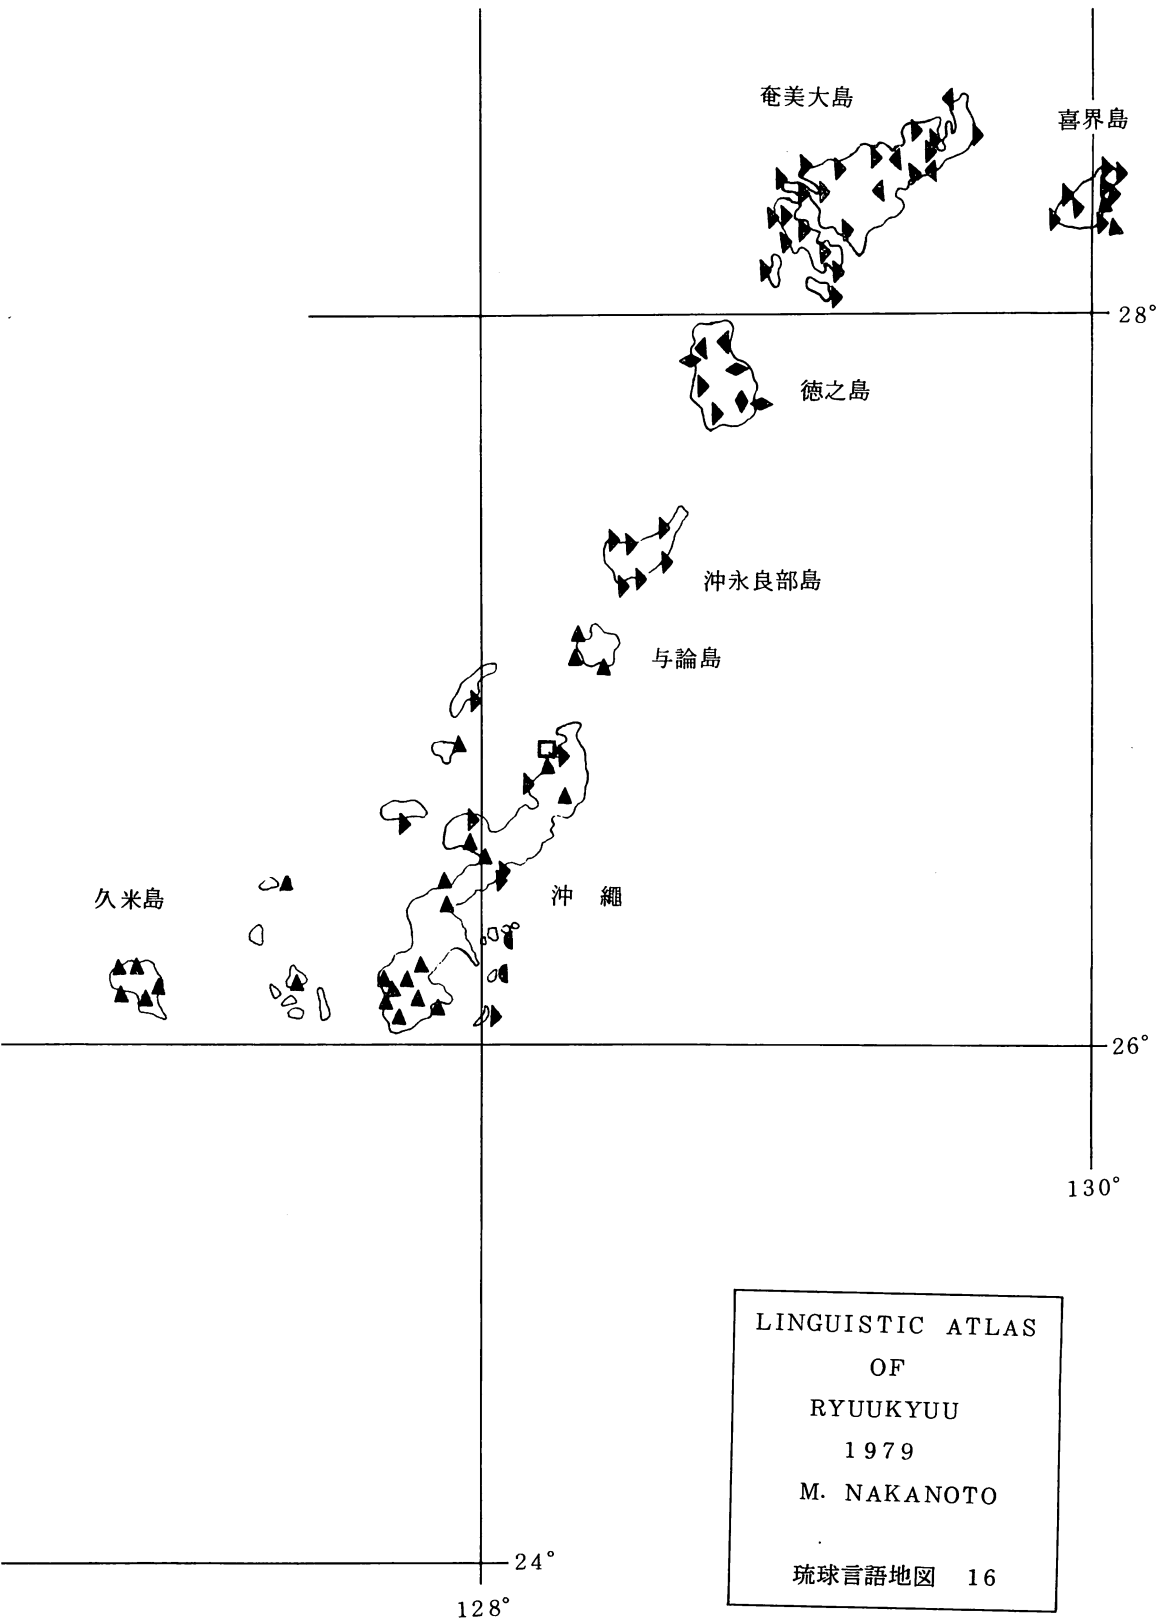 奄美大島
喜界島
28°
徳之島
沖永良部島
与論島
久米島
沖縄
26°
130°
LINGUISTIC ATLAS
OF
RYUUKYUU
1979
M. NAKANOTO
琉球言語地図 16
24°
128°